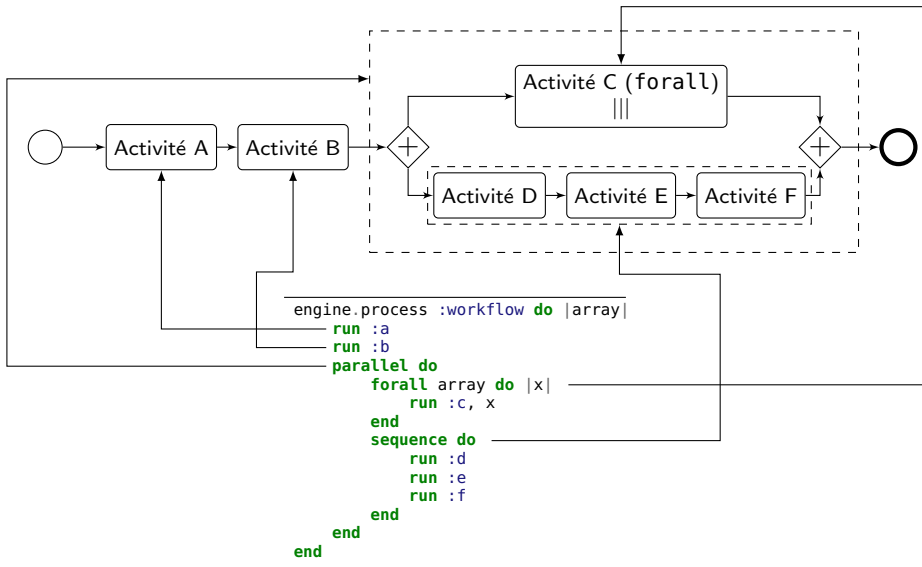 Activité C (forall)
|||
Activité A
Activité B
Activité D
Activité E
Activité F
engine.process :workflow do |array|
    run :a
    run :b
    parallel do
        forall array do |x|
            run :c, x
        end
        sequence do
            run :d
            run :e
            run :f
        end
    end
end